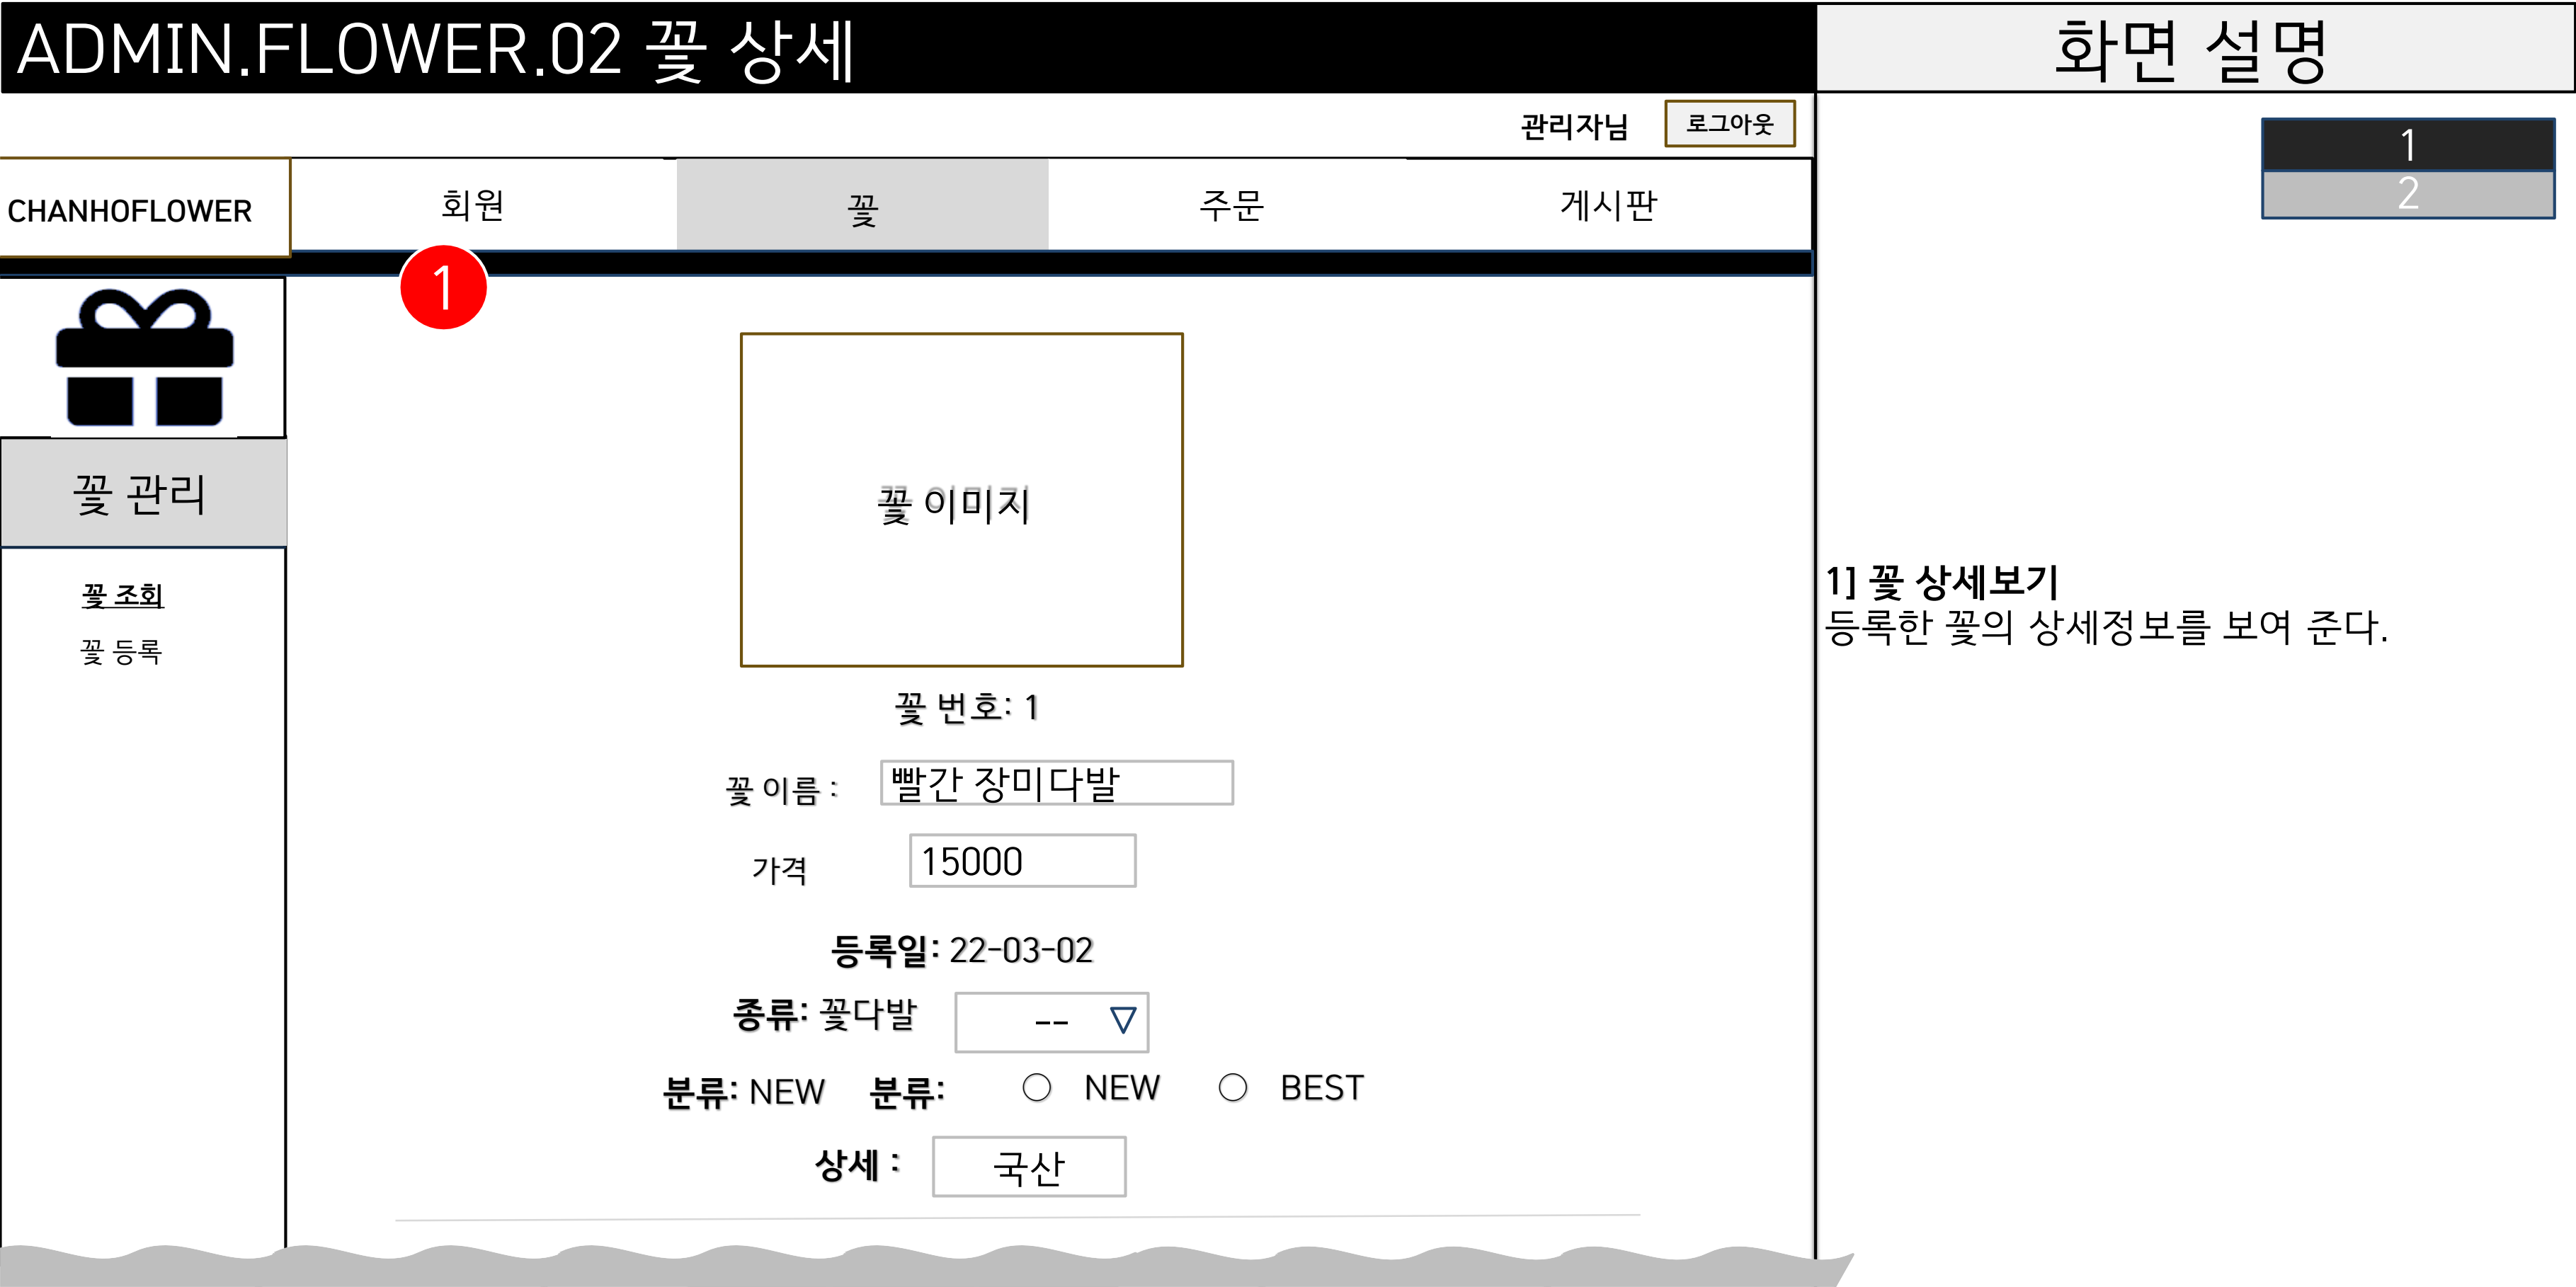 ADMIN.FLOWER.02 꽃 상세
화면 설명
관리자님
로그아웃
1
2
CHANHOFLOWER
회원
꽃
주문
게시판
1
꽃 관리
꽃 조회
꽃 등록
꽃 이미지
꽃 번호: 1
꽃 이름 : 빨간 장미다발
가격 15000
등록일: 22-03-02
종류: 꽃다발 --
분류: NEW 분류: NEW BEST
상세 : 국산
1] 꽃 상세보기
등록한 꽃의 상세정보를 보여 준다.